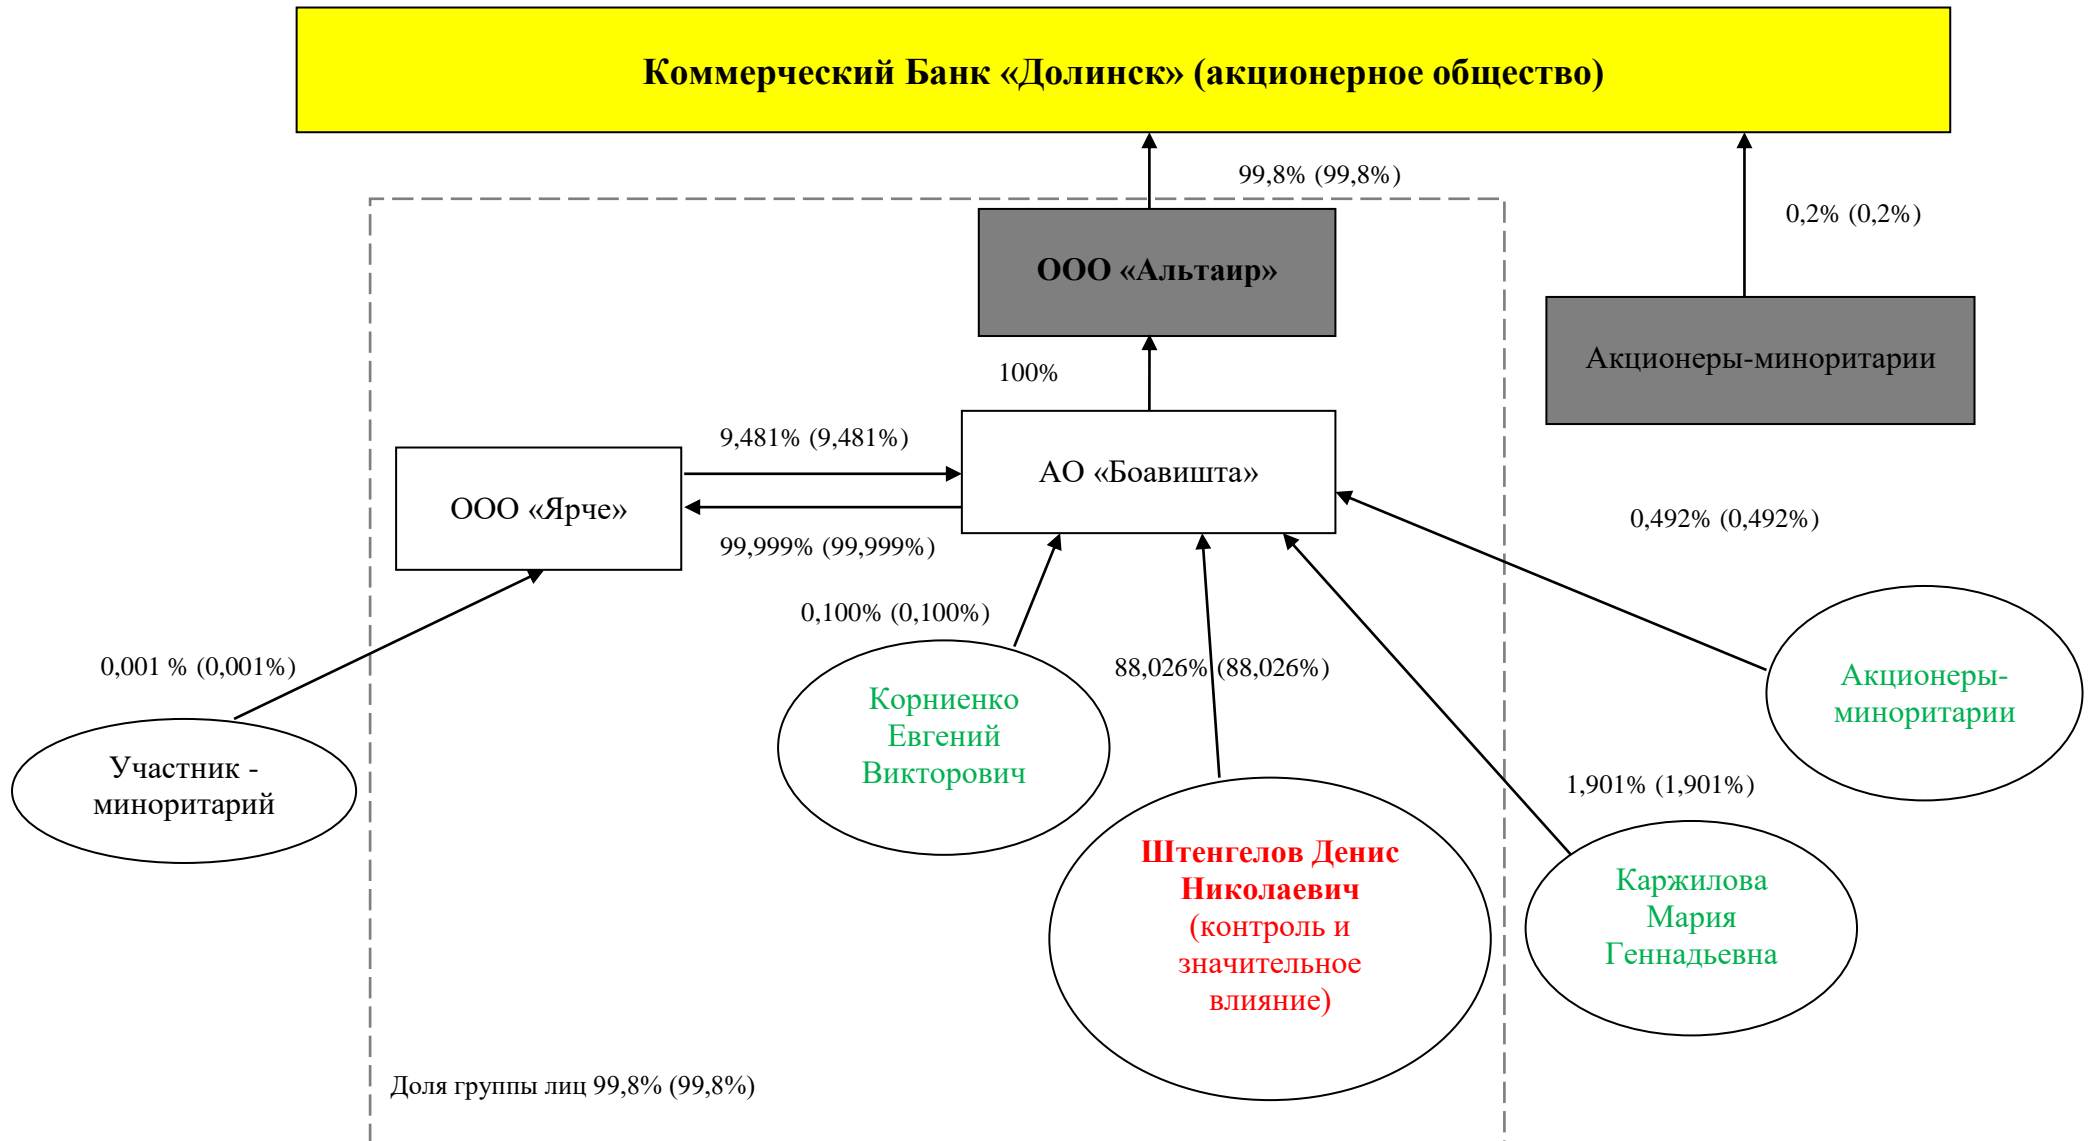 Коммерческий Банк «Долинск» (акционерное общество)
99,8% (99,8%)
0,2% (0,2%)
ООО «Альтаир»
Акционеры-миноритарии
100%
9,481% (9,481%)
АО «Боавишта»
ООО «Ярче»
99,999% (99,999%)
0,492% (0,492%)
0,100% (0,100%)
0,001 % (0,001%)
88,026% (88,026%)
Корниенко
Евгений
Викторович
Акционеры-
миноритарии
Участник -
миноритарий
1,901% (1,901%)
Штенгелов Денис
Николаевич
(контроль и
значительное
влияние)
Каржилова
Мария
Геннадьевна
Доля группы лиц 99,8% (99,8%)